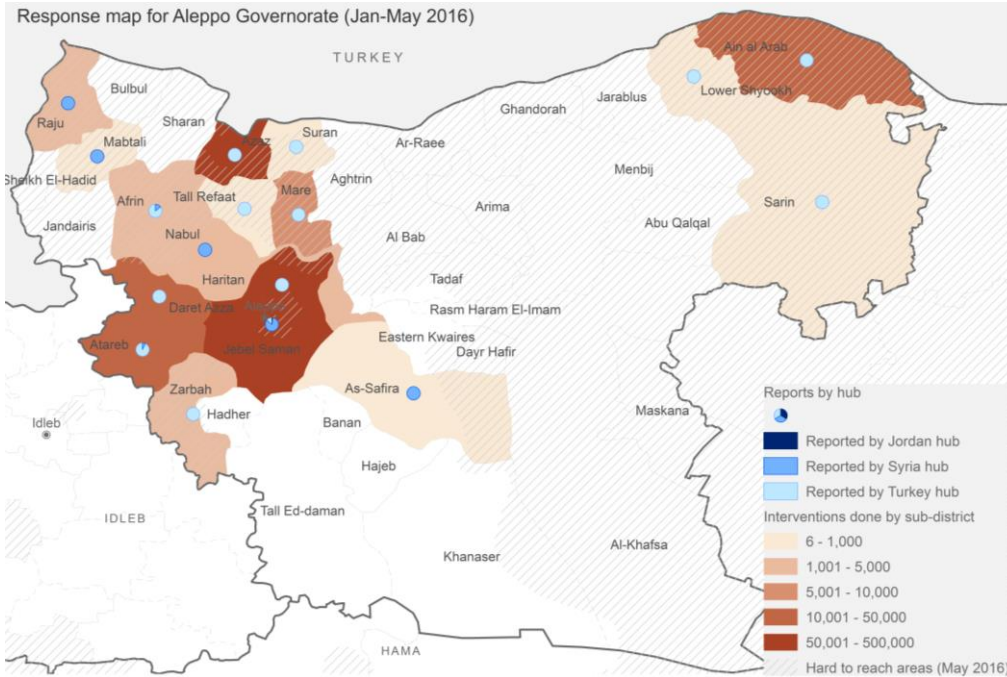 Response map for Aleppo Governorate (Jan-May 2016)
TURKEY
Ain al Arab
Bulbul
Lower Shyookh
Jarablus
Ghandorah
Raju
Sharan
Suran
Azaz
Ar-Raee
Mabtali
Menbij
Sheikh El-Hadid
Aghtrin
Tall Refaat
Mare
Afrin
Arima
Sarin
Jandairis
Abu Qalqal
Nabul
Al Bab
Haritan
Tadaf
Daret Azza
Rasm Haram El-Imam
Atareb
Jebel Saman
Eastern Kwaires
Dayr Hafir
Zarbah
As-Safira
Hadher
Banan
Maskana
Idleb
Hajeb
IDLEB
Tall Ed-daman
Khanaser
Al-Khafsa
HAMA
Reports by hub
Reported by Jordan hub
Reported by Syria hub
Reported by Turkey hub
Interventions done by sub-district
6 - 1,000
1,001 - 5,000
5,001 - 10,000
10,001 - 50,000
50,001 - 500,000
Hard to reach areas (May 2016)